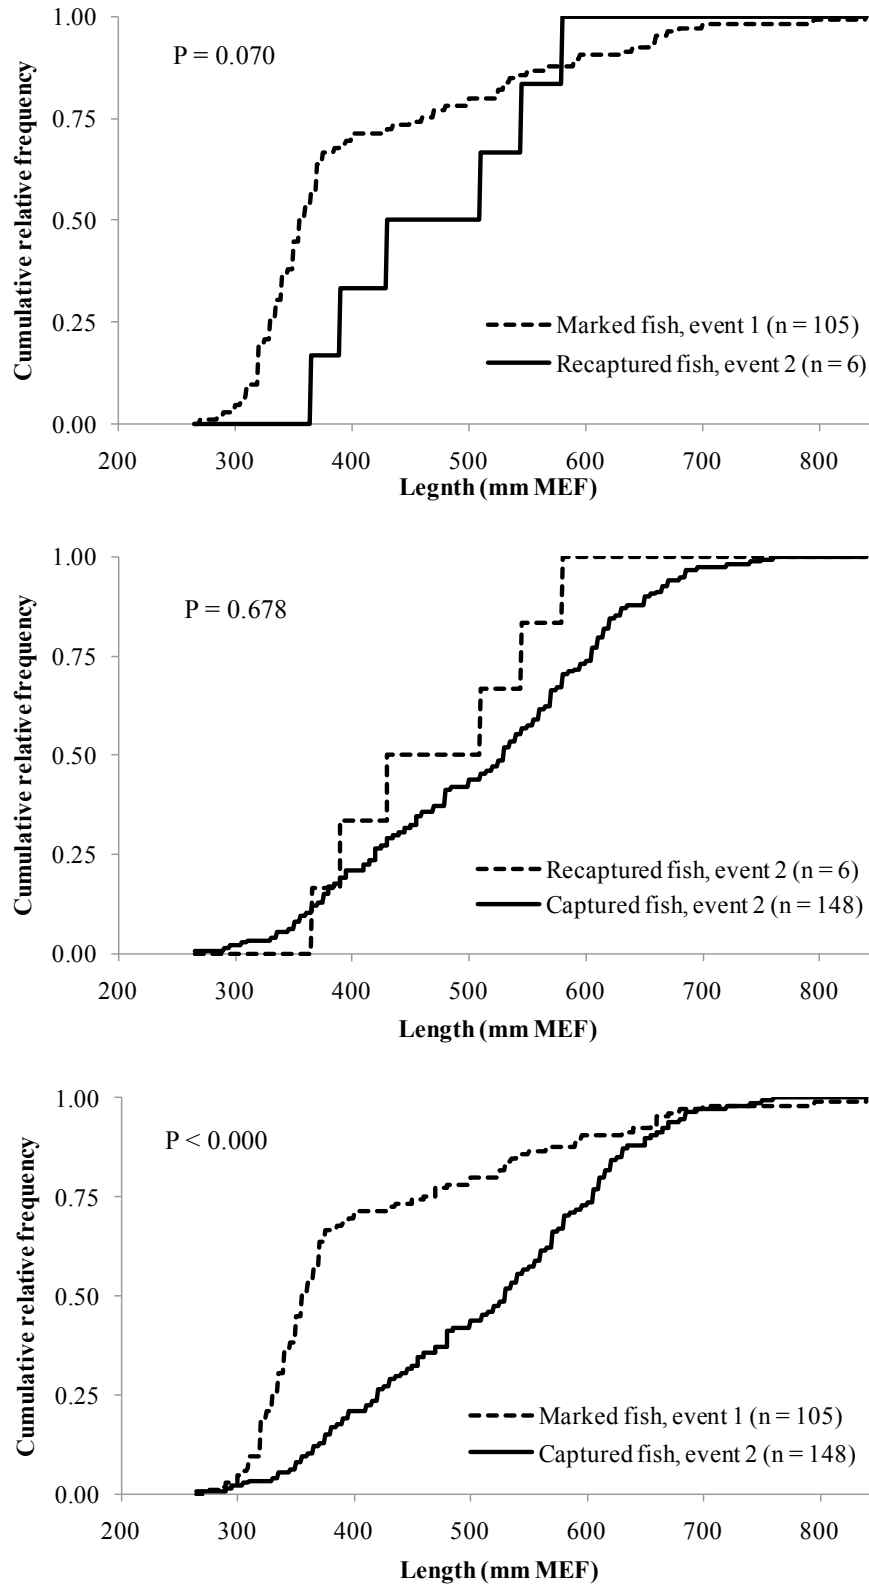 1.00
P = 0.070
0.75
0.50
0.25
0.00
Cumulative relative frequency
Marked fish, event 1 (n = 105)
Recaptured fish, event 2 (n = 6)
200 300 400 500 600 700 800
Legnth (mm MEF)
1.00
P = 0.678
0.75
0.50
0.25
0.00
Cumulative relative frequency
Recaptured fish, event 2 (n = 6)
Captured fish, event 2 (n = 148)
200 300 400 500 600 700 800
Length (mm MEF)
1.00
P < 0.000
0.75
0.50
0.25
0.00
Cumulative relative frequency
Marked fish, event 1 (n = 105)
Captured fish, event 2 (n = 148)
200 300 400 500 600 700 800
Length (mm MEF)